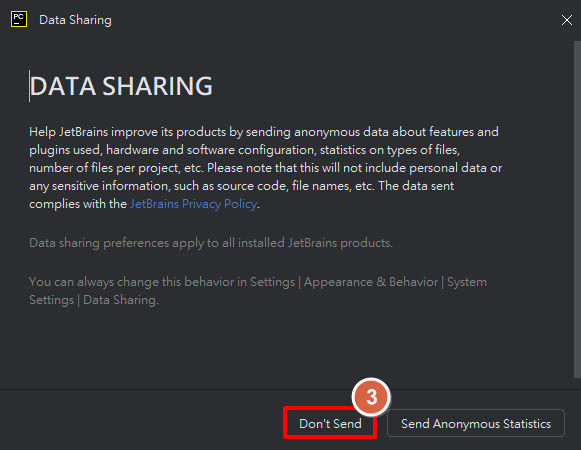 PC
Data Sharing
DATA SHARING
Help JetBrains improve its products by sending anonymous data about features and
plugins used, hardware and software configuration, statistics on types of files,
number of files per project, etc. Please note that this will not include personal data or
any sensitive information, such as source code, file names, etc. The data sent
complies with the JetBrains Privacy Policy.
Data sharing preferences apply to all installed JetBrains products.
You can always change this behavior in Settings | Appearance & Behavior | System
Settings | Data Sharing.
3
Don't Send
Send Anonymous Statistics